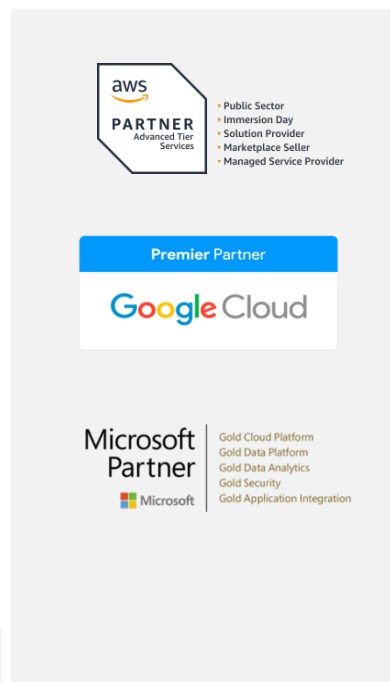 aws
PARTNER
Advanced Tier
Services
• Public Sector
• Immersion Day
• Solution Provider
• Marketplace Seller
• Managed Service Provider
Premier Partner
Google Cloud
Microsoft
Partner
Microsoft
Gold Cloud Platform
Gold Data Platform
Gold Data Analytics
Gold Security
Gold Application Integration